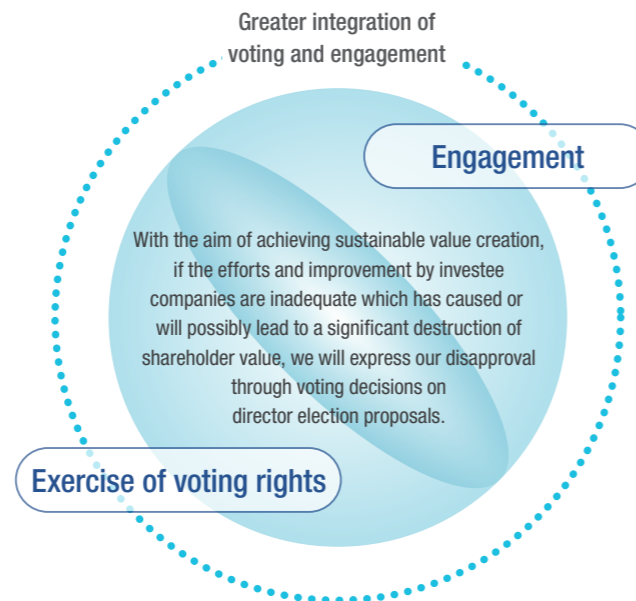 Greater integration of
voting and engagement
Engagement
With the aim of achieving sustainable value creation,
if the efforts and improvement by investee
companies are inadequate which has caused or
will possibly lead to a significant destruction of
shareholder value, we will express our disapproval
through voting decisions on
director election proposals.
Exercise of voting rights